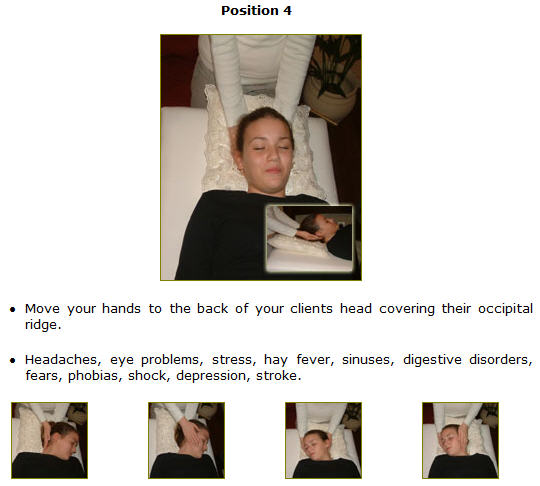 Position 4
• Move your hands to the back of your clients head covering their occipital
ridge.
• Headaches, eye problems, stress, hay fever, sinuses, digestive disorders,
fears, phobias, shock, depression, stroke.